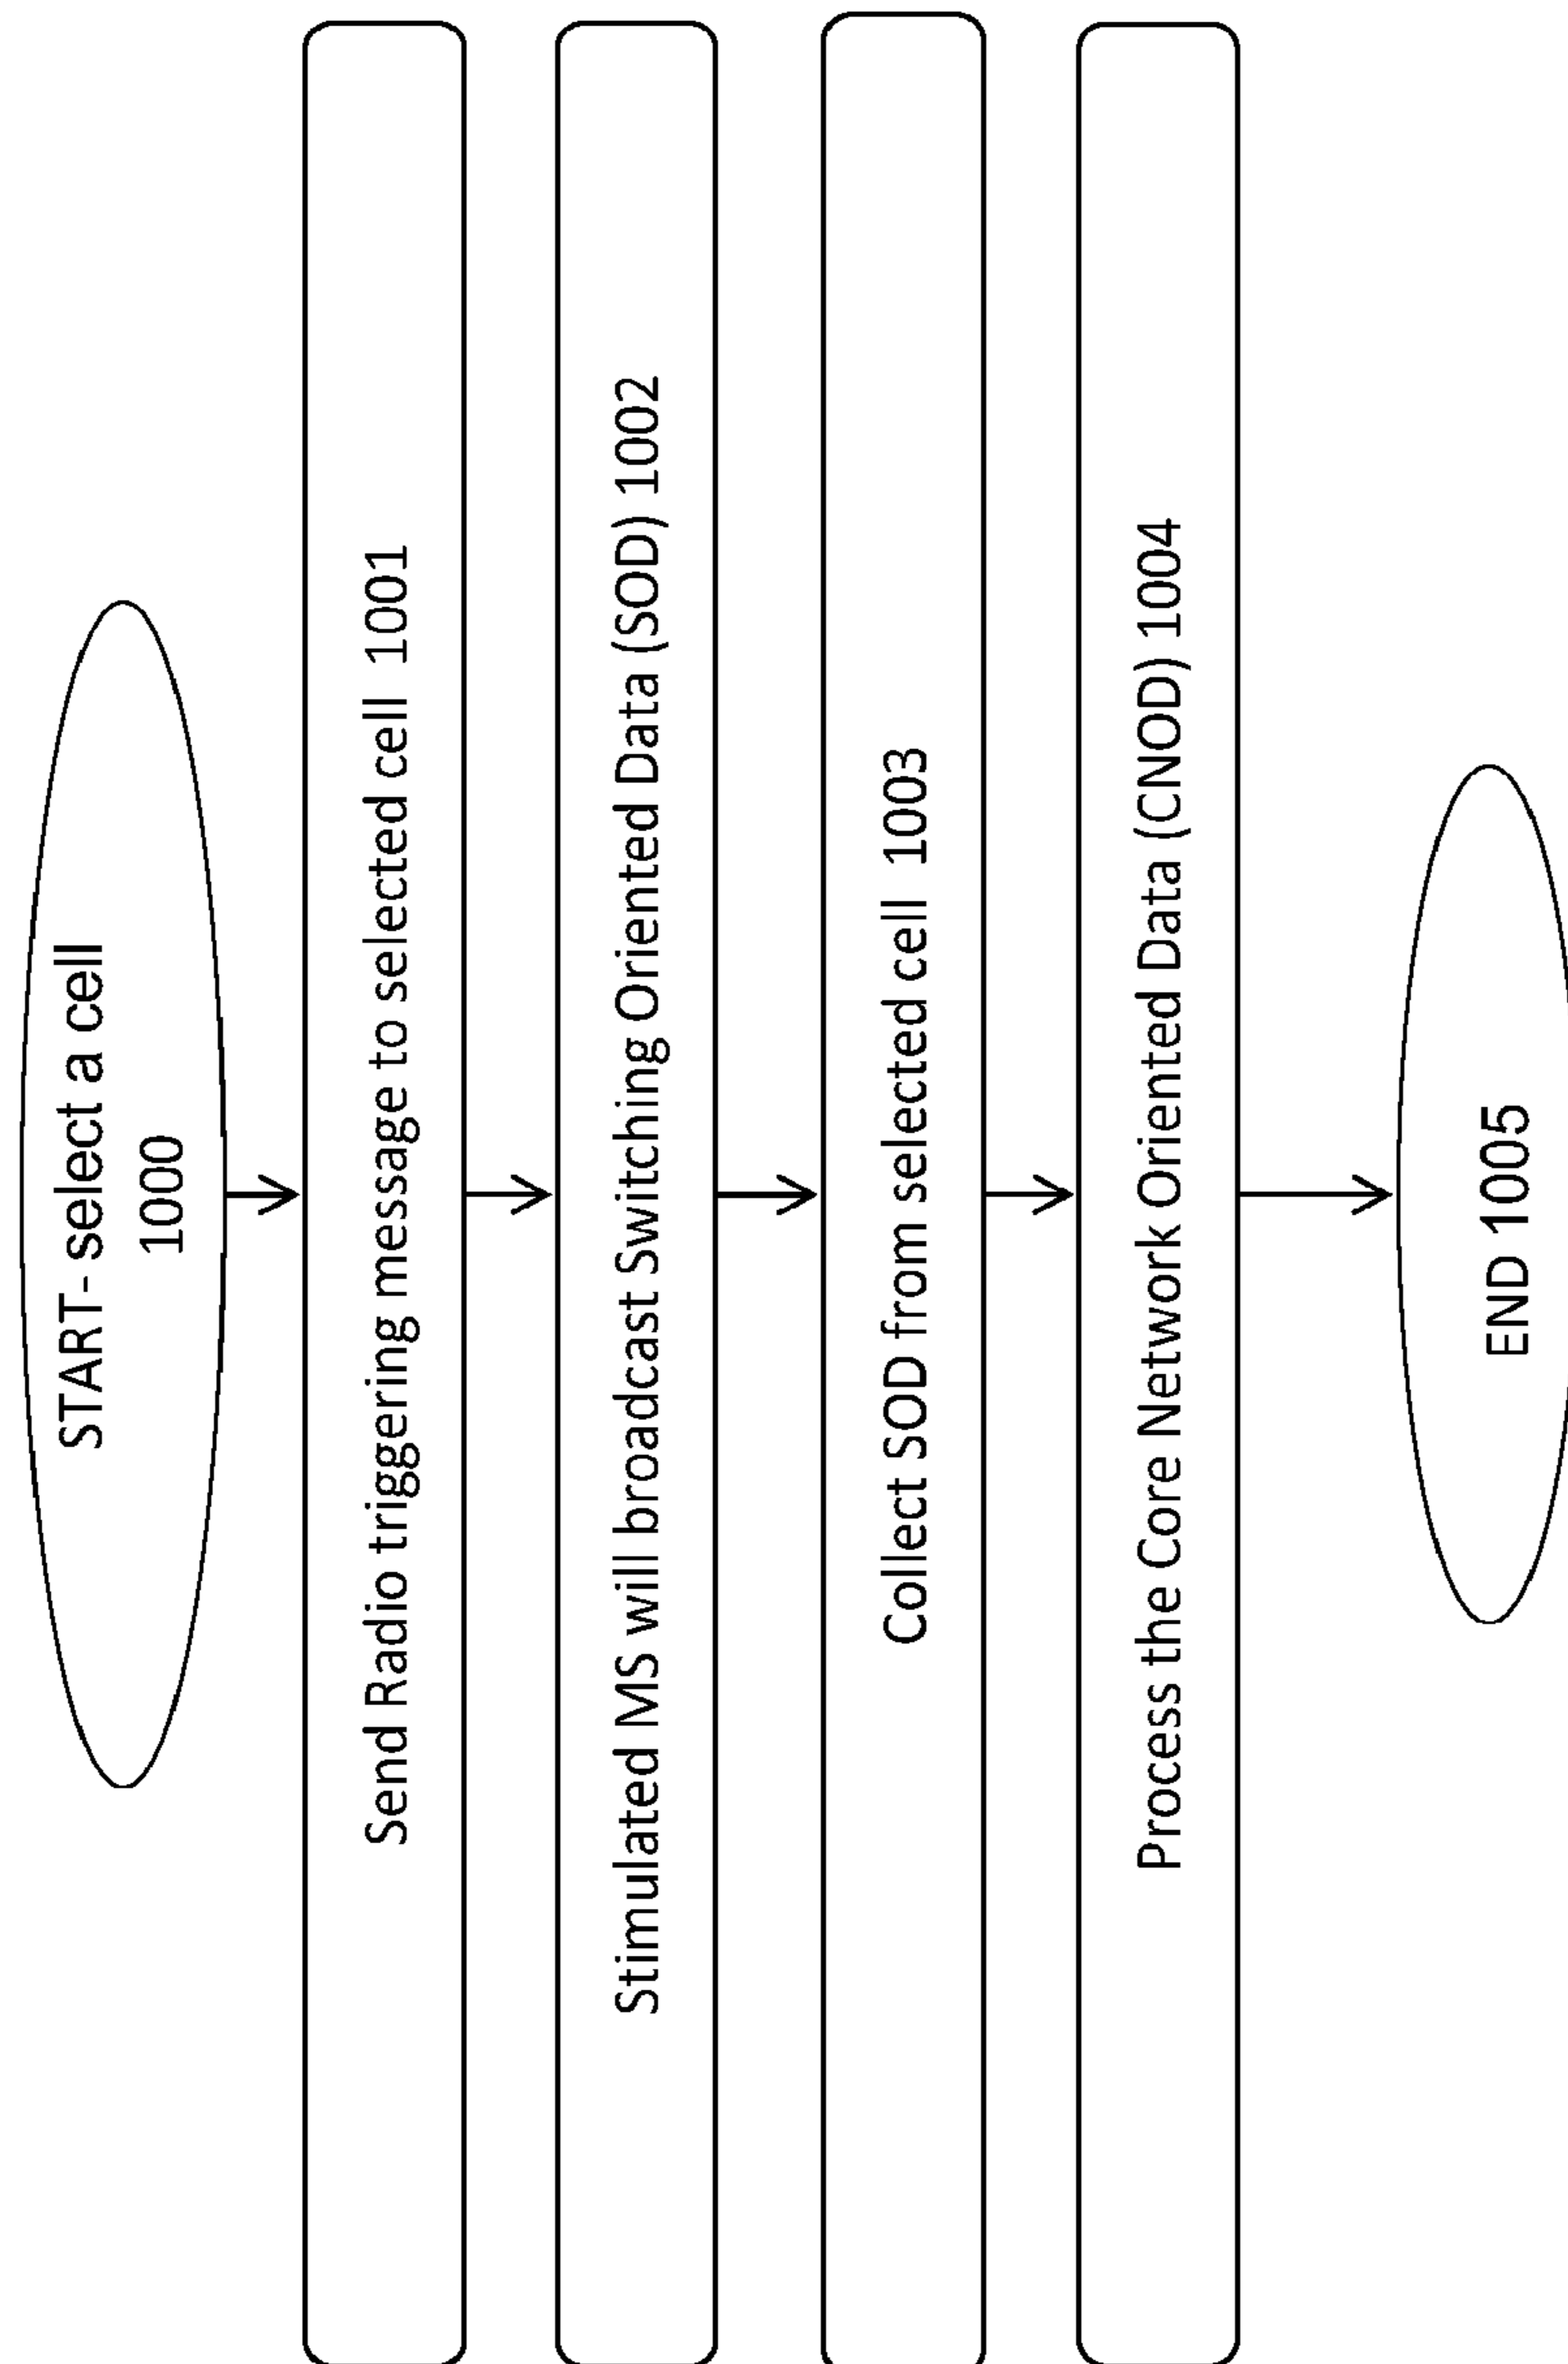 START- select a cell
1000
Send Radio triggering message to selected cell 1001
Stimulated MS will broadcast Switching Oriented Data (SOD) 1002
Collect SOD from selected cell 1003
Process the Core Network Oriented Data (CNOD) 1004
END 1005